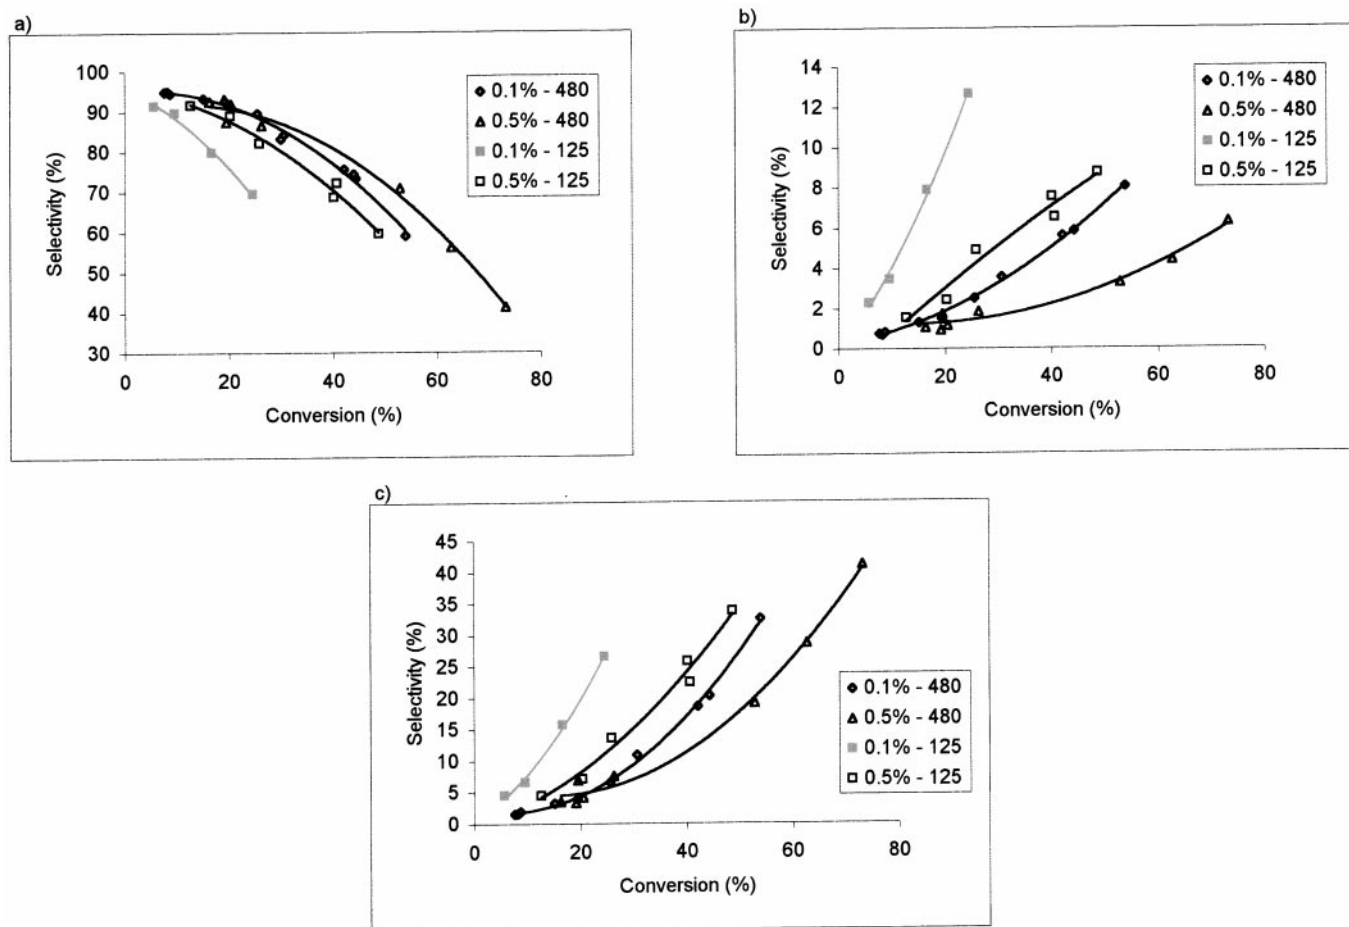 a)
100
90
80
70
60
50
40
30
Selectivity (%)
0 20 40 60 80
Conversion (%)
0.1% - 480
0.5% - 480
0.1% - 125
0.5% - 125
b)
14
12
10
8
6
4
2
0
Selectivity (%)
0 20 40 60 80
Conversion (%)
0.1% - 480
0.5% - 480
0.1% - 125
0.5% - 125
c)
45
40
35
30
25
20
15
10
5
0
Selectivity (%)
0 20 40 60 80
Conversion (%)
0.1% - 480
0.5% - 480
0.1% - 125
0.5% - 125